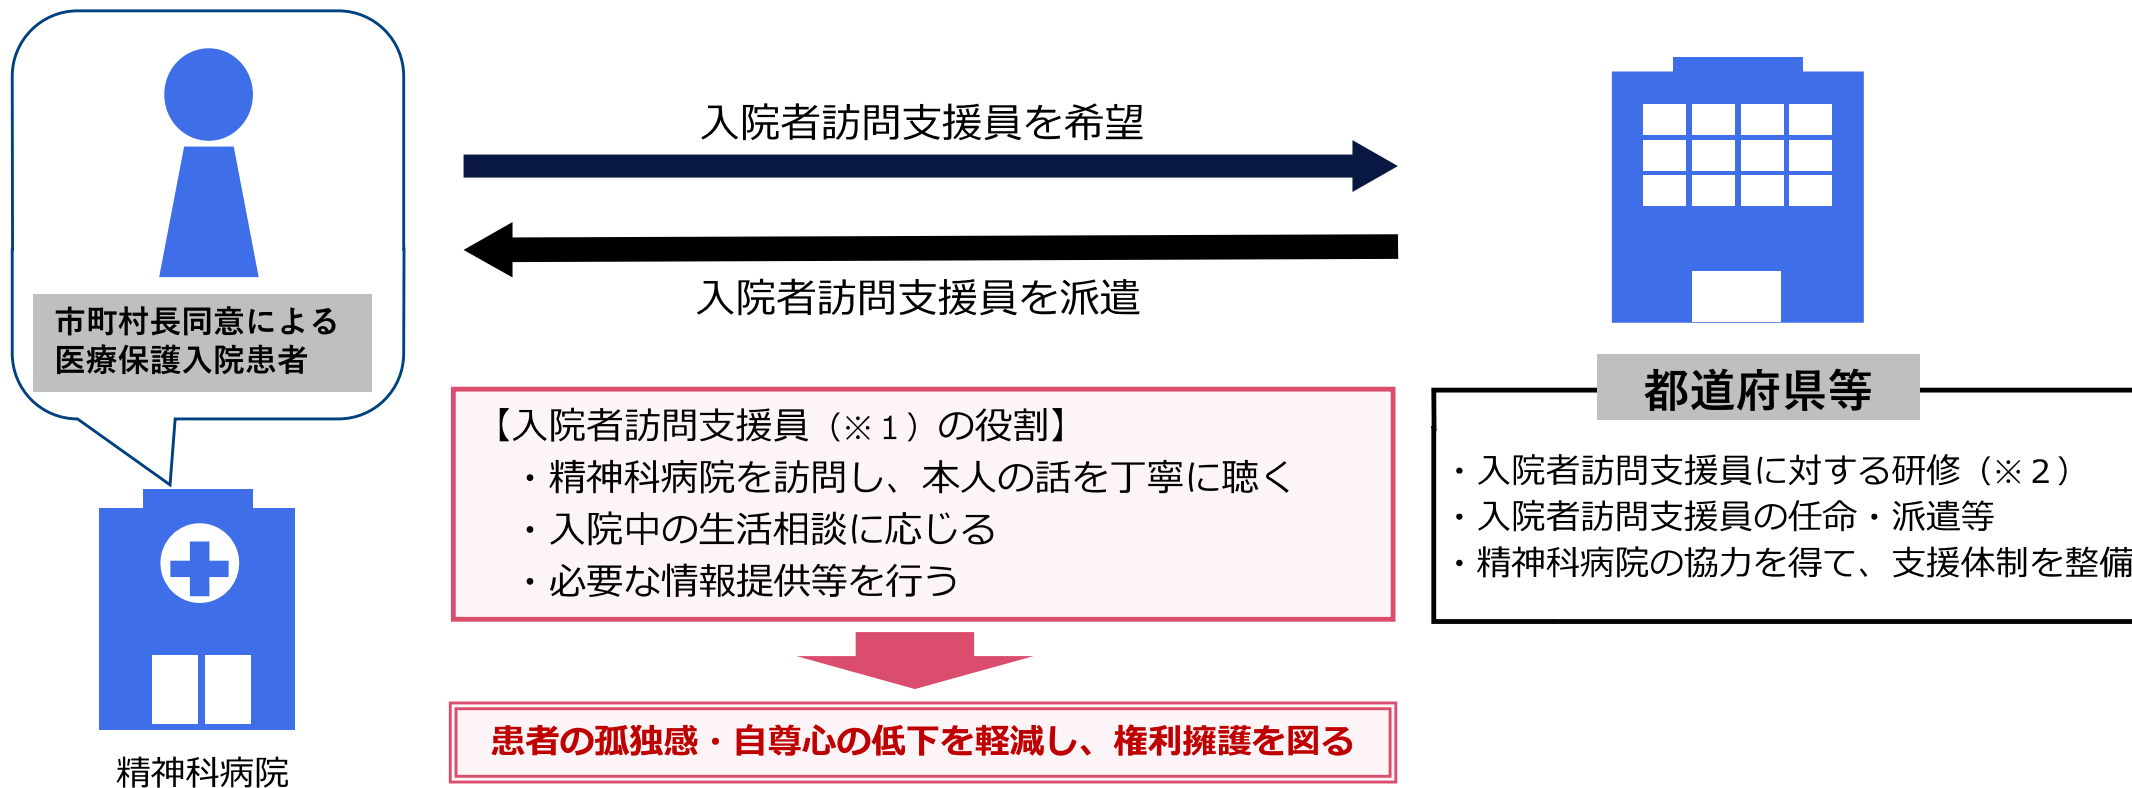 入院者訪問支援員を希望
入院者訪問支援員を派遣
市町村長同意による
医療保護入院患者
精神科病院
【入院者訪問支援員（※１）の役割】
・精神科病院を訪問し、本人の話を丁寧に聴く
・入院中の生活相談に応じる
・必要な情報提供等を行う
患者の孤独感・自尊心の低下を軽減し、権利擁護を図る
都道府県等
・入院者訪問支援員に対する研修（※２）
・入院者訪問支援員の任命・派遣等
・精神科病院の協力を得て、支援体制を整備